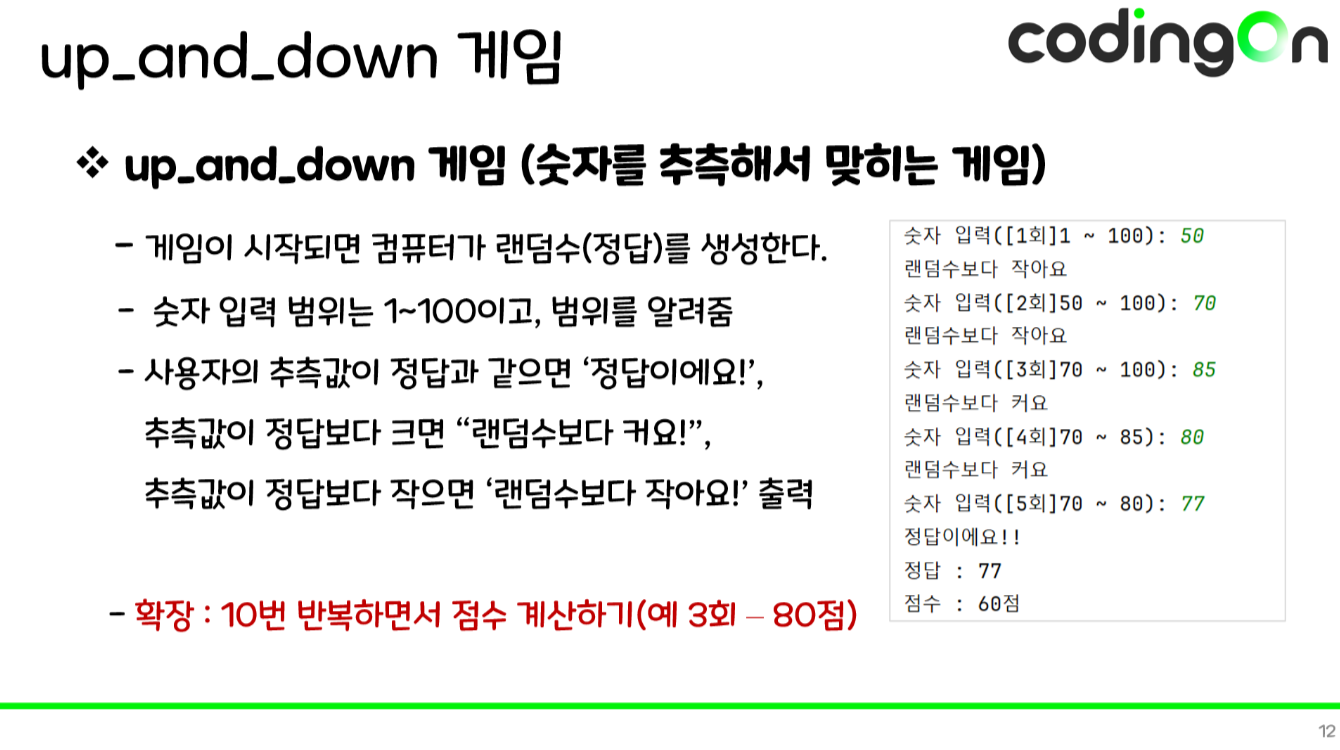 up_and_down 게임
codingOn
❖ up_and_down 게임 (숫자를 추측해서 맞히는 게임)
- 게임이 시작되면 컴퓨터가 랜덤수(정답)를 생성한다.
- 숫자 입력 범위는 1~100이고, 범위를 알려줌
- 사용자의 추측값이 정답과 같으면 ‘정답이에요!’,
추측값이 정답보다 크면 “랜덤수보다 커요!”,
추측값이 정답보다 작으면 ‘랜덤수보다 작아요!’ 출력
- 확장 : 10번 반복하면서 점수 계산하기(예 3회 – 80점)
숫자 입력([1회]1 ~ 100): 50
랜덤수보다 작아요
숫자 입력([2회]50 ~ 100): 70
랜덤수보다 작아요
숫자 입력([3회]70 ~ 100): 85
랜덤수보다 커요
숫자 입력([4회]70 ~ 85): 80
랜덤수보다 커요
숫자 입력([5회]70 ~ 80): 77
정답이에요!!
정답 : 77
점수 : 60점
12